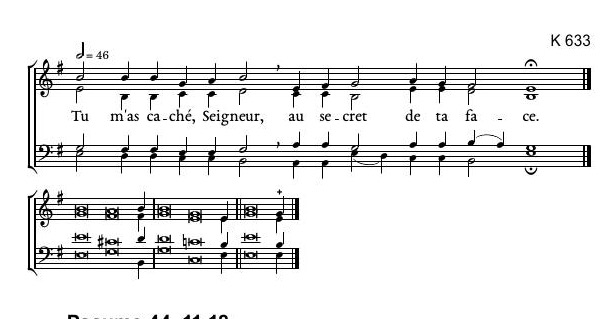 K 633
= 46
Tu m'as ca-ché, Seigneur, au se-cret de ta fa-ce.